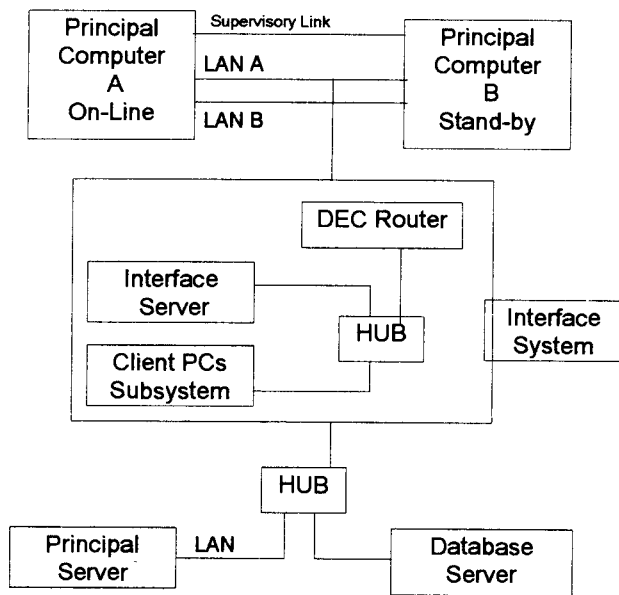 Principal
Computer
A
On-Line
Supervisory Link
LAN A
LAN B
Principal
Computer
B
Stand-by
DEC Router
Interface
Server
HUB
Client PCs
Subsystem
Interface
System
HUB
Principal
Server
LAN
Database
Server